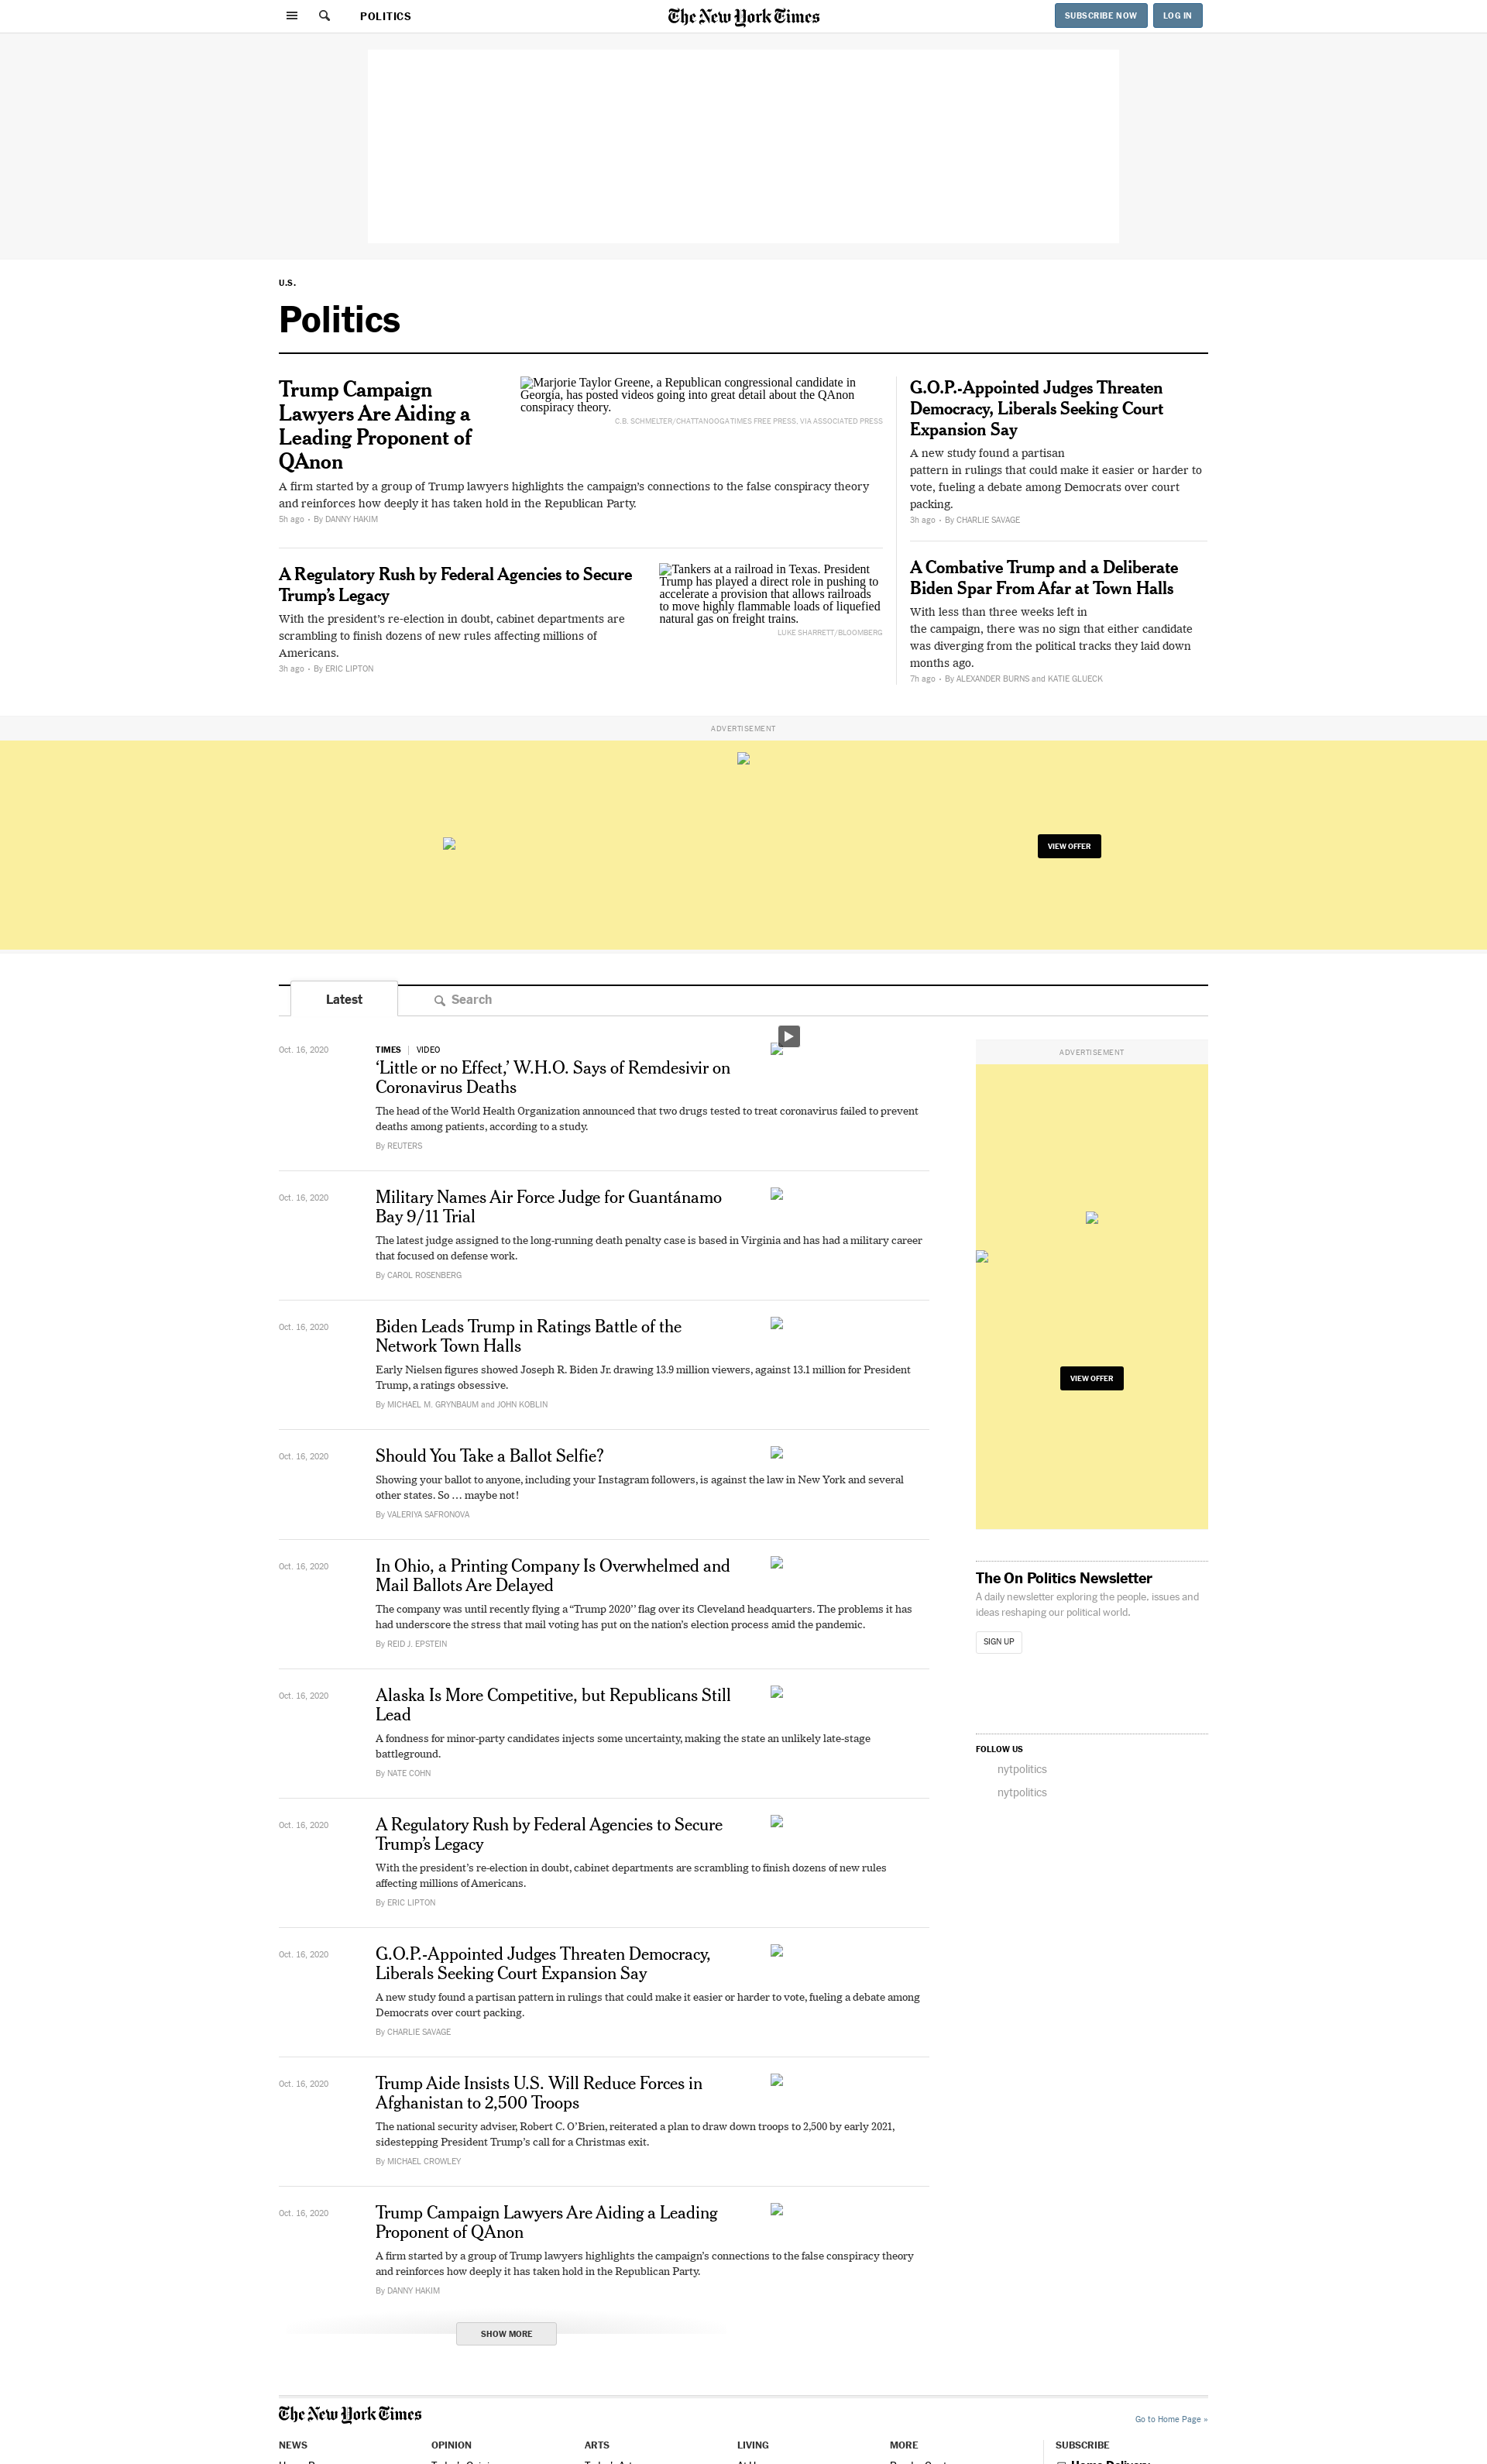 POLITICS
The New York Times
SUBSCRIBE NOW
LOG IN
U.S.
Politics
Trump Campaign
Lawyers Are Aiding a
Leading Proponent of
QAnon
Marjorie Taylor Greene, a Republican congressional candidate in
Georgia, has posted videos going into great detail about the QAnon
conspiracy theory.
C.B. SCHMELTER/CHATTANOOGA TIMES FREE PRESS, VIA ASSOCIATED PRESS
A firm started by a group of Trump lawyers highlights the campaign’s connections to the false conspiracy theory
and reinforces how deeply it has taken hold in the Republican Party.
5h ago • By DANNY HAKIM
A Regulatory Rush by Federal Agencies to Secure
Trump’s Legacy
With the president’s re-election in doubt, cabinet departments are
scrambling to finish dozens of new rules affecting millions of
Americans.
3h ago • By ERIC LIPTON
Tankers at a railroad in Texas. President
Trump has played a direct role in pushing to
accelerate a provision that allows railroads
to move highly flammable loads of liquefied
natural gas on freight trains.
LUKE SHARRETT/BLOOMBERG
G.O.P.-Appointed Judges Threaten
Democracy, Liberals Seeking Court
Expansion Say
A new study found a partisan
pattern in rulings that could make it easier or harder to
vote, fueling a debate among Democrats over court
packing.
3h ago • By CHARLIE SAVAGE
A Combative Trump and a Deliberate
Biden Spar From Afar at Town Halls
With less than three weeks left in
the campaign, there was no sign that either candidate
was diverging from the political tracks they laid down
months ago.
7h ago • By ALEXANDER BURNS and KATIE GLUECK
ADVERTISEMENT
VIEW OFFER
Latest
Search
Oct. 16, 2020
TIMES | VIDEO
‘Little or no Effect,’ W.H.O. Says of Remdesivir on
Coronavirus Deaths
The head of the World Health Organization announced that two drugs tested to treat coronavirus failed to prevent
deaths among patients, according to a study.
By REUTERS
Oct. 16, 2020
Military Names Air Force Judge for Guantánamo
Bay 9/11 Trial
The latest judge assigned to the long-running death penalty case is based in Virginia and has had a military career
that focused on defense work.
By CAROL ROSENBERG
Oct. 16, 2020
Biden Leads Trump in Ratings Battle of the
Network Town Halls
Early Nielsen figures showed Joseph R. Biden Jr. drawing 13.9 million viewers, against 13.1 million for President
Trump, a ratings obsessive.
By MICHAEL M. GRYNBAUM and JOHN KOBLIN
Oct. 16, 2020
Should You Take a Ballot Selfie?
Showing your ballot to anyone, including your Instagram followers, is against the law in New York and several
other states. So … maybe not!
By VALERIYA SAFRONOVA
Oct. 16, 2020
In Ohio, a Printing Company Is Overwhelmed and
Mail Ballots Are Delayed
The company was until recently flying a “Trump 2020’’ flag over its Cleveland headquarters. The problems it has
had underscore the stress that mail voting has put on the nation’s election process amid the pandemic.
By REID J. EPSTEIN
Oct. 16, 2020
Alaska Is More Competitive, but Republicans Still
Lead
A fondness for minor-party candidates injects some uncertainty, making the state an unlikely late-stage
battleground.
By NATE COHN
Oct. 16, 2020
A Regulatory Rush by Federal Agencies to Secure
Trump’s Legacy
With the president’s re-election in doubt, cabinet departments are scrambling to finish dozens of new rules
affecting millions of Americans.
By ERIC LIPTON
Oct. 16, 2020
G.O.P.-Appointed Judges Threaten Democracy,
Liberals Seeking Court Expansion Say
A new study found a partisan pattern in rulings that could make it easier or harder to vote, fueling a debate among
Democrats over court packing.
By CHARLIE SAVAGE
Oct. 16, 2020
Trump Aide Insists U.S. Will Reduce Forces in
Afghanistan to 2,500 Troops
The national security adviser, Robert C. O’Brien, reiterated a plan to draw down troops to 2,500 by early 2021,
sidestepping President Trump’s call for a Christmas exit.
By MICHAEL CROWLEY
Oct. 16, 2020
Trump Campaign Lawyers Are Aiding a Leading
Proponent of QAnon
A firm started by a group of Trump lawyers highlights the campaign’s connections to the false conspiracy theory
and reinforces how deeply it has taken hold in the Republican Party.
By DANNY HAKIM
SHOW MORE
ADVERTISEMENT
VIEW OFFER
The On Politics Newsletter
A daily newsletter exploring the people, issues and
ideas reshaping our political world.
SIGN UP
FOLLOW US
nytpolitics
nytpolitics
The New York Times
Go to Home Page »
NEWS
OPINION
ARTS
LIVING
MORE
SUBSCRIBE